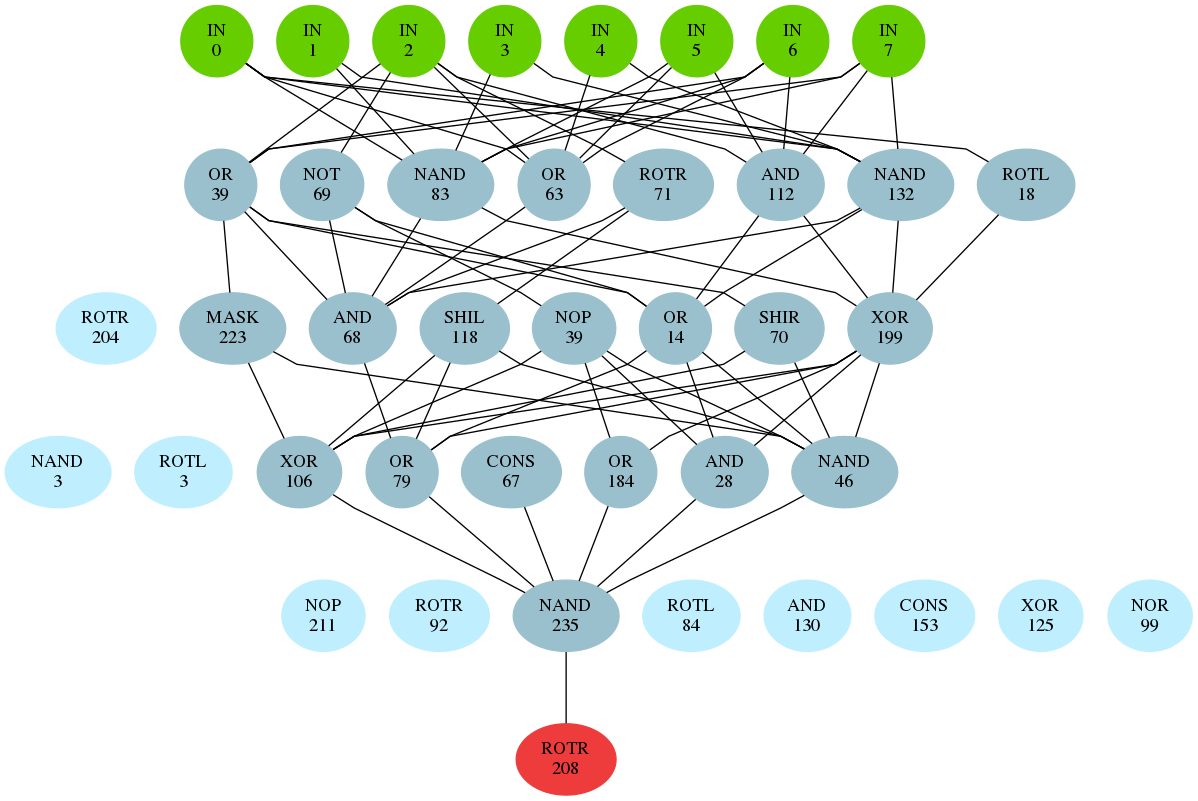 IN
0
IN
1
IN
2
IN
3
IN
4
IN
5
IN
6
IN
7
OR
39
NOT
69
NAND
83
OR
63
ROTR
71
AND
112
NAND
132
ROTL
18
ROTR
204
MASK
223
AND
68
SHIL
118
NOP
39
OR
14
SHIR
70
XOR
199
NAND
3
ROTL
3
XOR
106
OR
79
CONS
67
OR
184
AND
28
NAND
46
NOP
211
ROTR
92
NAND
235
ROTL
84
AND
130
CONS
153
XOR
125
NOR
99
ROTR
208